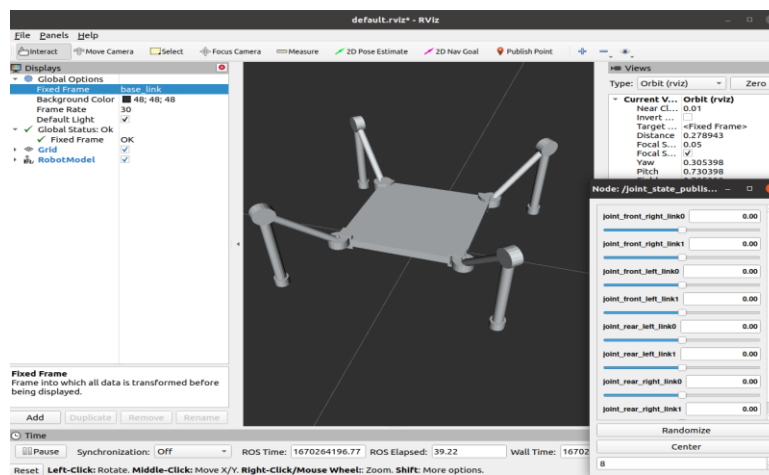 default.rviz* - RViz
File Panels Help
Interact Move Camera Select Focus Camera Measure 2D Pose Estimate 2D Nav Goal Publish Point
Displays
Global Options
Fixed Frame base_link
Background Color 48; 48; 48
Frame Rate 30
Default Light
Global Status: Ok
Fixed Frame OK
Grid
RobotModel
Fixed Frame
Frame into which all data is transformed before
being displayed.
Add Duplicate Remove Rename
Views
Type: Orbit (rviz) Zero
Current V... Orbit (rviz)
Near Cl... 0.01
Invert ...
Target ... <Fixed Frame>
Distance 0.278943
Focal S... 0.05
Focal S...
Yaw 0.305398
Pitch 0.730398
Node: /joint_state_publis...
joint_front_right_link0 0.00
joint_front_right_link1 0.00
joint_front_left_link0 0.00
joint_front_left_link1 0.00
joint_rear_left_link0 0.00
joint_rear_left_link1 0.00
joint_rear_right_link0 0.00
joint_rear_right_link1 0.00
Randomize
Center
8
Time
Pause Synchronization: Off ROS Time: 1670264196.77 ROS Elapsed: 39.22 Wall Time: 16702
Reset Left-Click: Rotate. Middle-Click: Move X/Y. Right-Click/Mouse Wheel: Zoom. Shift: More options.